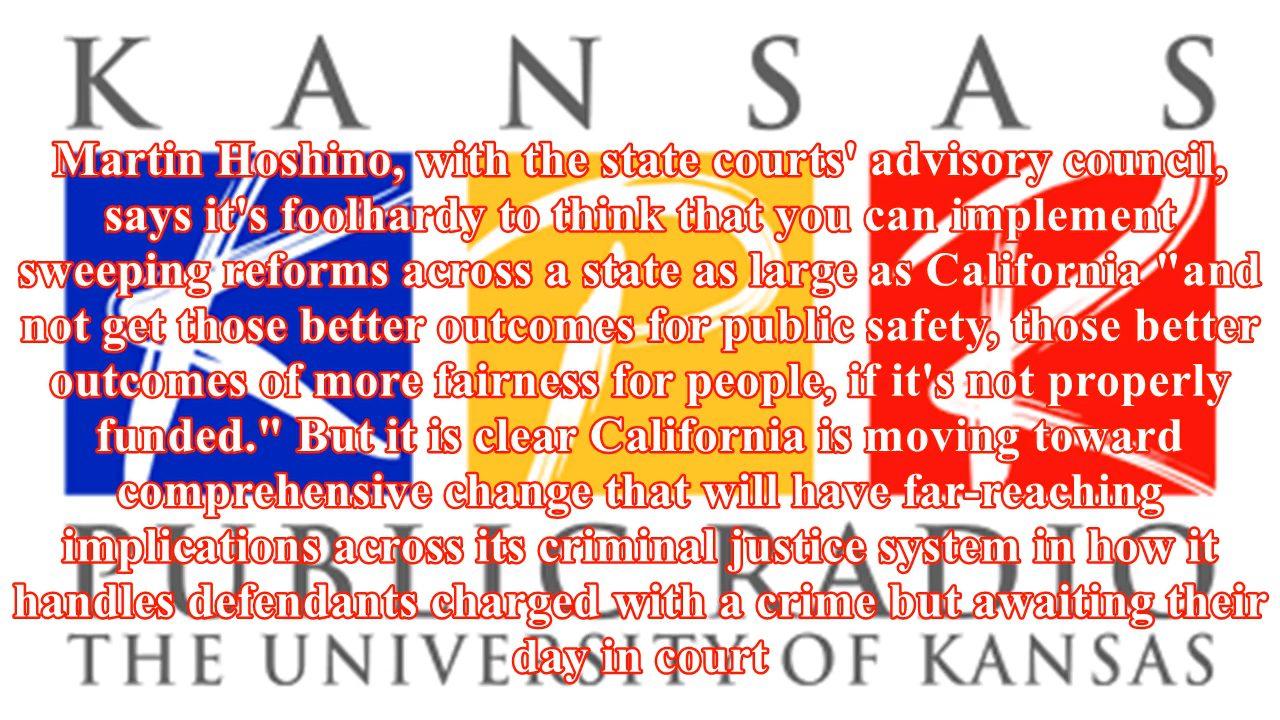 K A N S A S
Martin Hoshino, with the state courts' advisory council,
says it's foolhardy to think that you can implement
sweeping reforms across a state as large as California "and
not get those better outcomes for public safety, those better
outcomes of more fairness for people, if it's not properly
funded." But it is clear California is moving toward
comprehensive change that will have far-reaching
implications across its criminal justice system in how it
handles defendants charged with a crime but awaiting their
day in court
K P R
PUBLIC RADIO
THE UNIVERSITY OF KANSAS